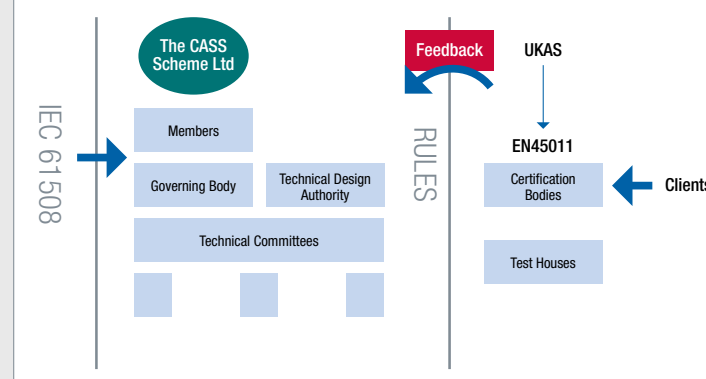 The CASS
Scheme Ltd
Feedback
UKAS
IEC 61508
Members
RULES
EN45011
Governing Body
Technical Design
Authority
Certification
Bodies
Clients
Technical Committees
Test Houses